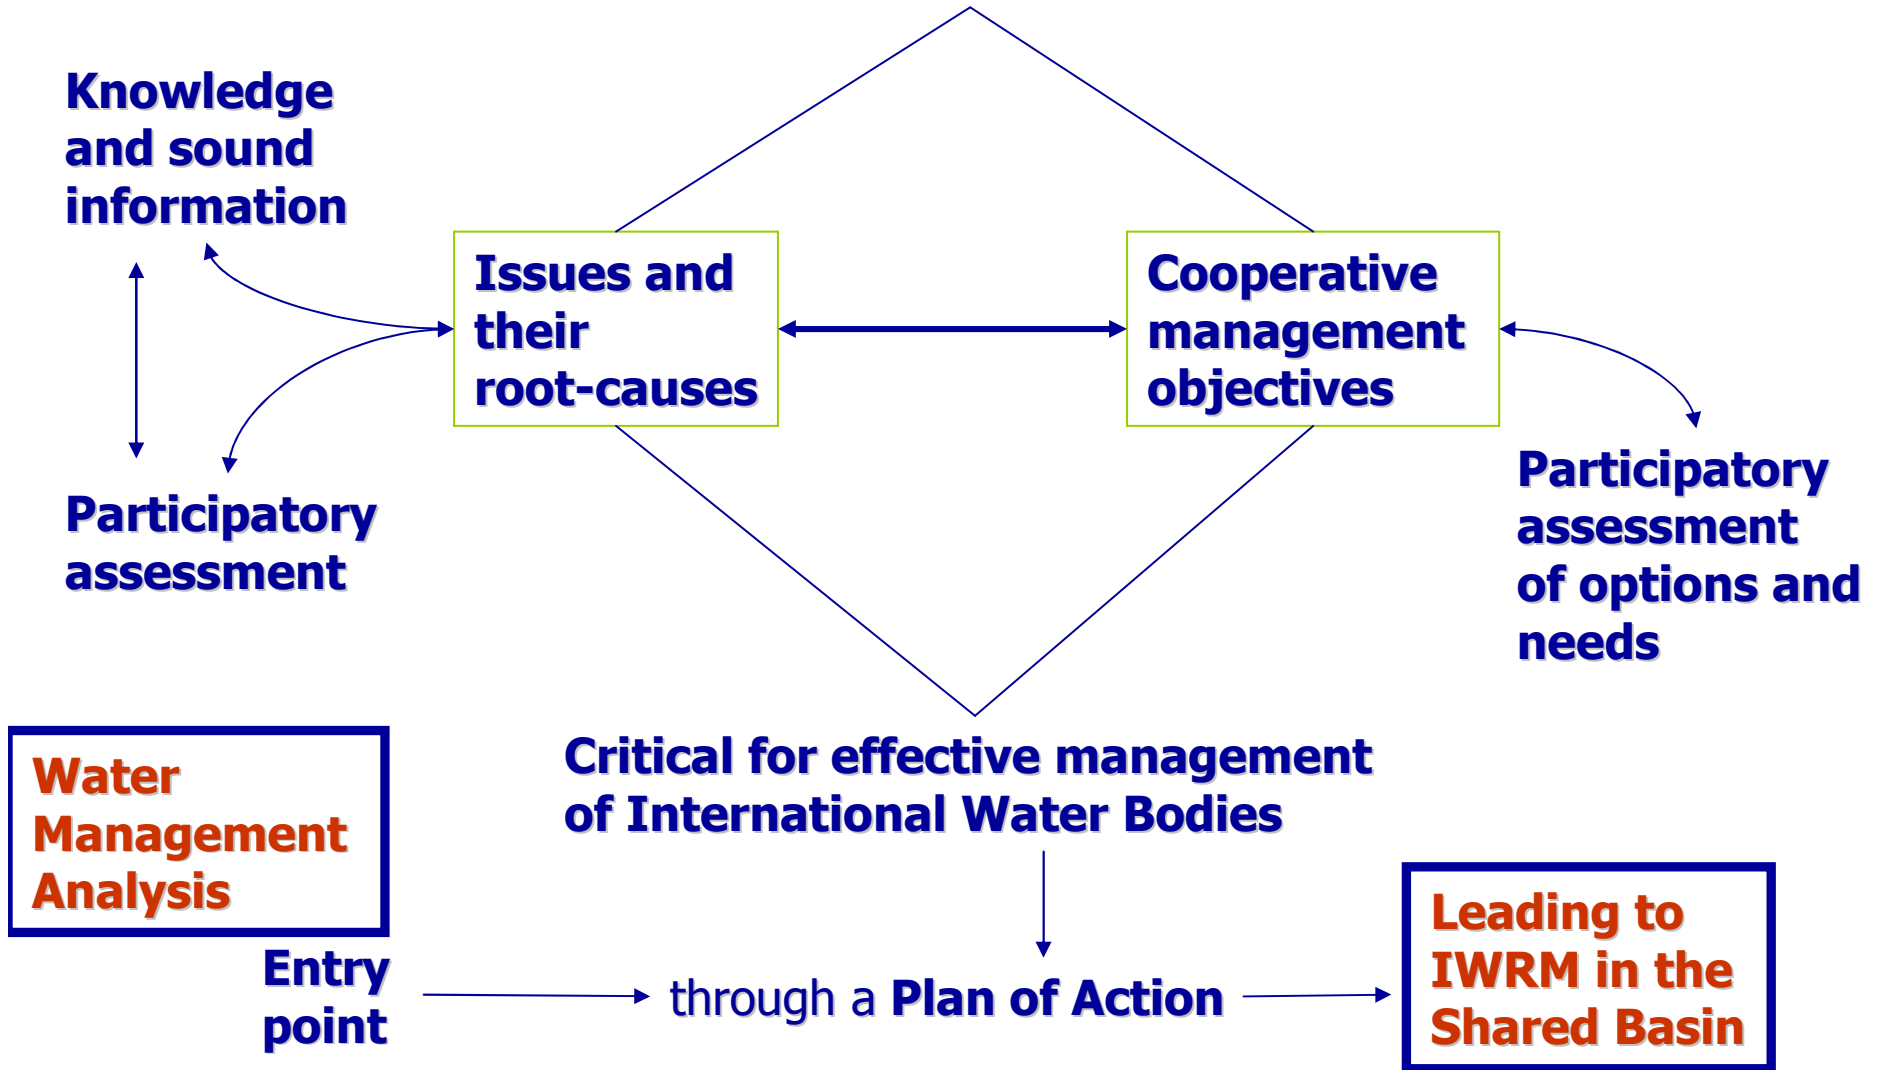 Knowledge
and sound
information
Issues and
their
root-causes
Cooperative
management
objectives
Participatory
assessment
Participatory
assessment
of options and
needs
Water
Management
Analysis
Critical for effective management
of International Water Bodies
Entry
point
through a Plan of Action
Leading to
IWRM in the
Shared Basin